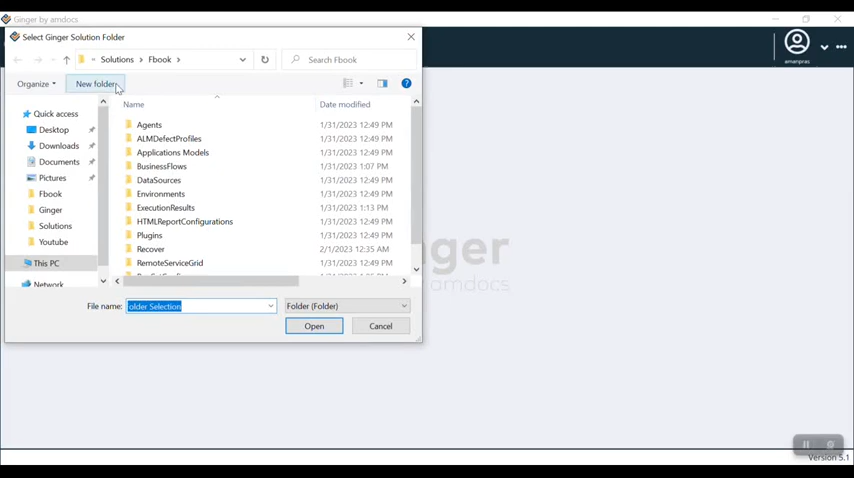 Ginger by amdocs
Select Ginger Solution Folder
amanpras
« Solutions > Fbook >
Search Fbook
Organize
New folder
Quick access
Desktop
Downloads
Documents
Pictures
Fbook
Ginger
Solutions
Youtube
This PC
Network
Name Date modified
Agents 1/31/2023 12:49 PM
ALMDefectProfiles 1/31/2023 12:49 PM
Applications Models 1/31/2023 12:49 PM
BusinessFlows 1/31/2023 1:07 PM
DataSources 1/31/2023 12:49 PM
Environments 1/31/2023 12:49 PM
ExecutionResults 1/31/2023 1:13 PM
HTMLReportConfigurations 1/31/2023 12:49 PM
Plugins 1/31/2023 12:49 PM
Recover 2/1/2023 12:35 AM
RemoteServiceGrid 1/31/2023 12:49 PM
File name: older Selection
Folder (Folder)
Open
Cancel
nger
amdocs
Version 5.1